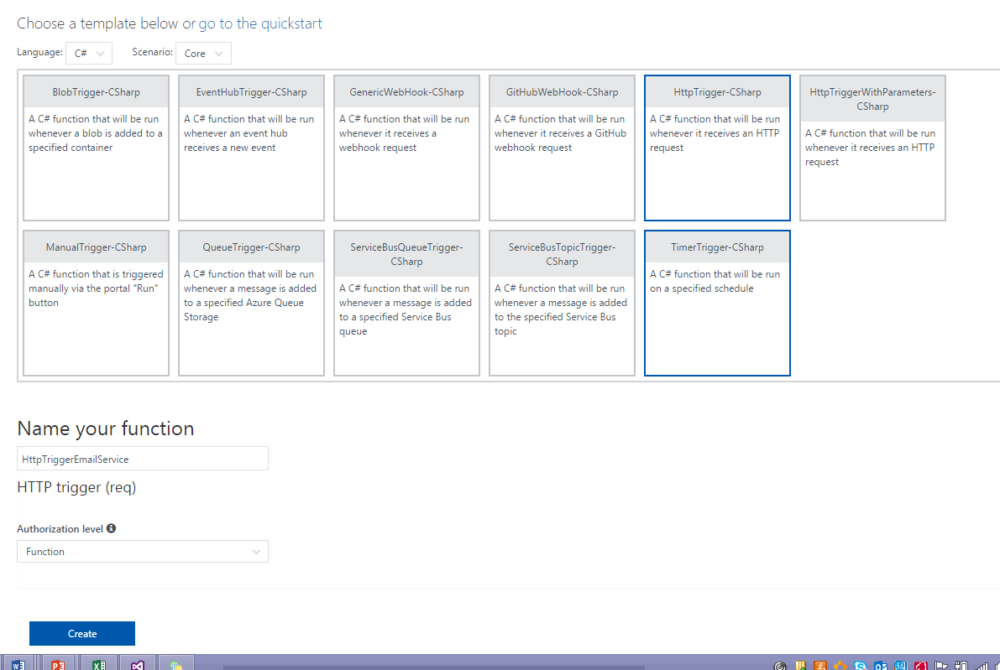 Choose a template below or go to the quickstart
Language: C# Scenario: Core
BlobTrigger-CSharp
A C# function that will be run
whenever a blob is added to a
specified container
EventHubTrigger-CSharp
A C# function that will be run
whenever an event hub
receives a new event
GenericWebHook-CSharp
A C# function that will be run
whenever it receives a
webhook request
GitHubWebHook-CSharp
A C# function that will be run
whenever it receives a GitHub
webhook request
HttpTrigger-CSharp
A C# function that will be run
whenever it receives an HTTP
request
HttpTriggerWithParameters-
CSharp
A C# function that will be run
whenever it receives an HTTP
request
ManualTrigger-CSharp
A C# function that is triggered
manually via the portal "Run"
button
QueueTrigger-CSharp
A C# function that will be run
whenever a message is added
to a specified Azure Queue
Storage
ServiceBusQueueTrigger-
CSharp
A C# function that will be run
whenever a message is added
to a specified Service Bus
queue
ServiceBusTopicTrigger-
CSharp
A C# function that will be run
whenever a message is added
to the specified Service Bus
topic
TimerTrigger-CSharp
A C# function that will be run
on a specified schedule
Name your function
HttpTriggerEmailService
HTTP trigger (req)
Authorization level
Function
Create